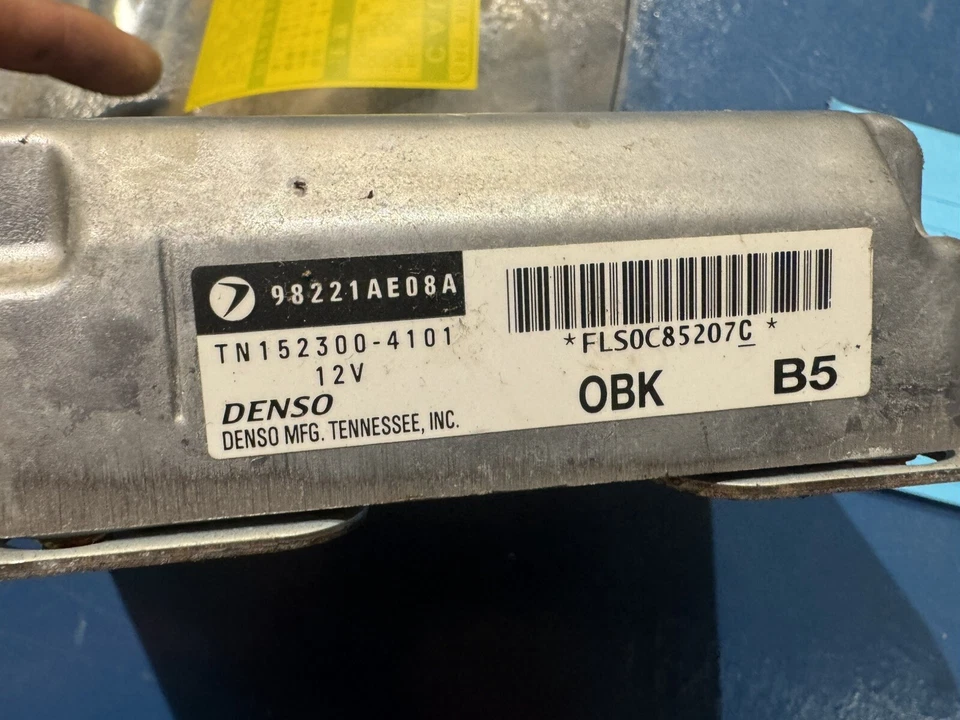 98221AE08A
TN152300-4101
12V
DENSO
DENSO MFG. TENNESSEE, INC.
*FLS0C85207C*
OBK
B5